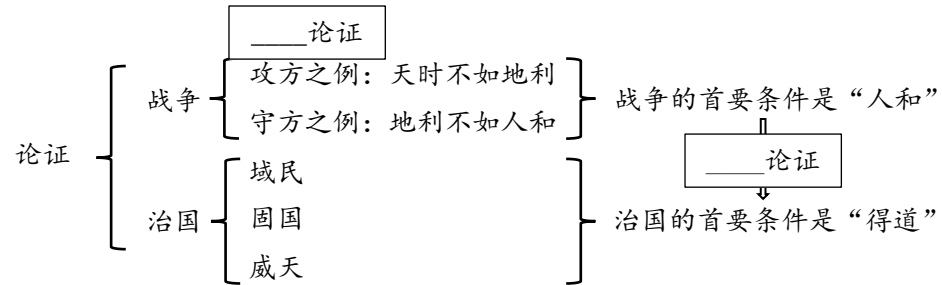 ____论证
攻方之例：天时不如地利
战争
战争的首要条件是“人和”
守方之例：地利不如人和
论证
_____论证
域民
治国
固国
治国的首要条件是“得道”
威天